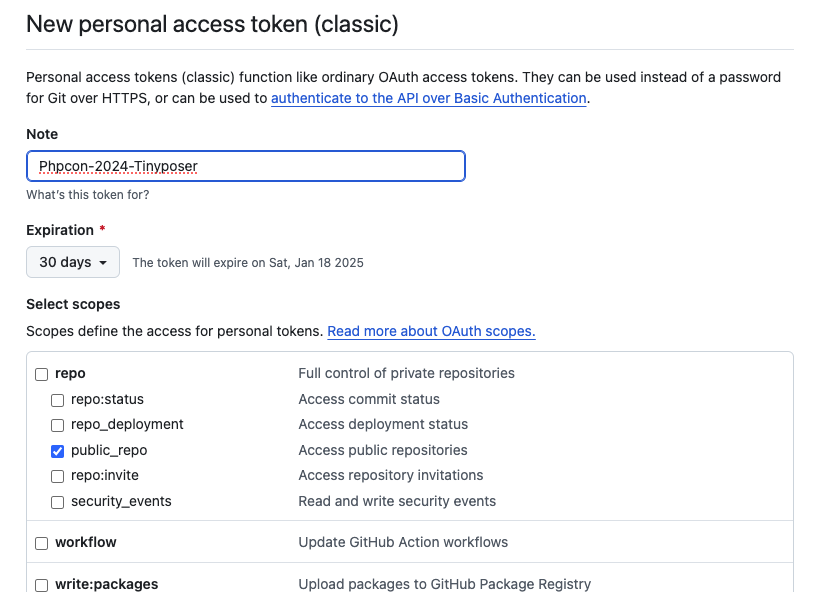 New personal access token (classic)
Personal access tokens (classic) function like ordinary OAuth access tokens. They can be used instead of a password
for Git over HTTPS, or can be used to authenticate to the API over Basic Authentication.
Note
Phpcon-2024-Tinyposer
What's this token for?
Expiration *
30 days The token will expire on Sat, Jan 18 2025
Select scopes
Scopes define the access for personal tokens. Read more about OAuth scopes.
repo Full control of private repositories
repo:status Access commit status
repo_deployment Access deployment status
public_repo Access public repositories
repo:invite Access repository invitations
security_events Read and write security events
workflow Update GitHub Action workflows
write:packages Upload packages to GitHub Package Registry